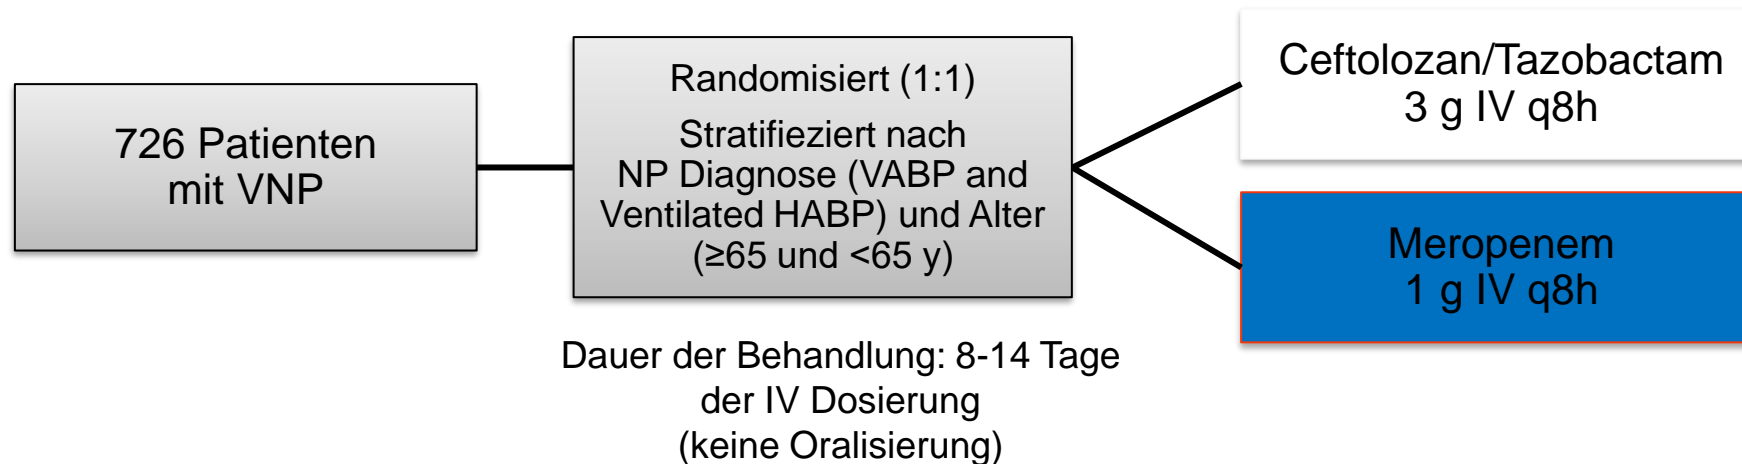 726 Patienten
mit VNP
Randomisiert (1:1)
Stratifieziert nach
NP Diagnose (VABP and
Ventilated HABP) und Alter
(≥65 und <65 y)
Dauer der Behandlung: 8-14 Tage
der IV Dosierung
(keine Oralisierung)
Ceftolozan/Tazobactam
3 g IV q8h
Meropenem
1 g IV q8h